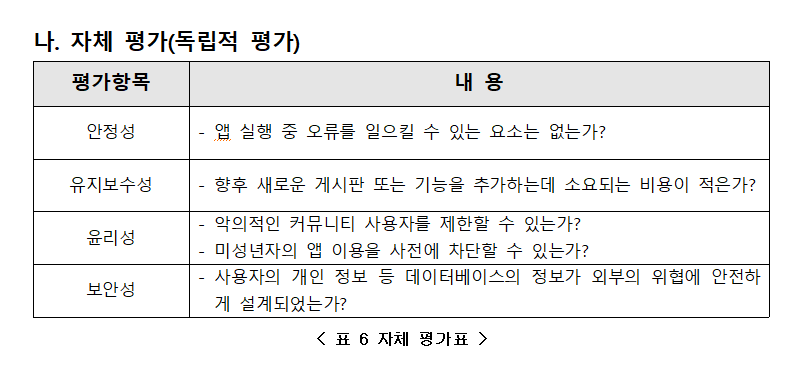 나. 자체 평가(독립적 평가)
평가항목 내 용
안정성 - 앱 실행 중 오류를 일으킬 수 있는 요소는 없는가?
유지보수성 - 향후 새로운 게시판 또는 기능을 추가하는데 소요되는 비용이 적은가?
윤리성 - 악의적인 커뮤니티 사용자를 제한할 수 있는가?
- 미성년자의 앱 이용을 사전에 차단할 수 있는가?
보안성 - 사용자의 개인 정보 등 데이터베이스의 정보가 외부의 위협에 안전하
게 설계되었는가?
< 표 6 자체 평가표 >